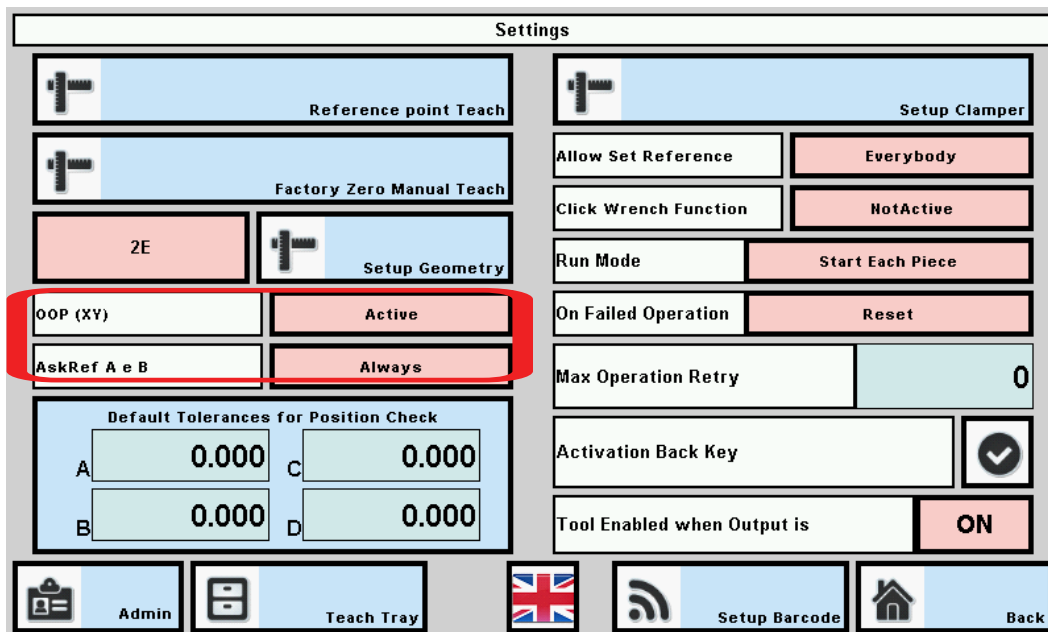 Settings
Reference point Teach
Factory Zero Manual Teach
2E
Setup Geometry
OOP (XY)
Active
AskRef A e B
Always
Default Tolerances for Position Check
A 0.000 C 0.000
B 0.000 D 0.000
Setup Clamper
Allow Set Reference
Everybody
Click Wrench Function
NotActive
Run Mode
Start Each Piece
On Failed Operation
Reset
Max Operation Retry
0
Activation Back Key
Tool Enabled when Output is
ON
Admin
Teach Tray
Setup Barcode
Back